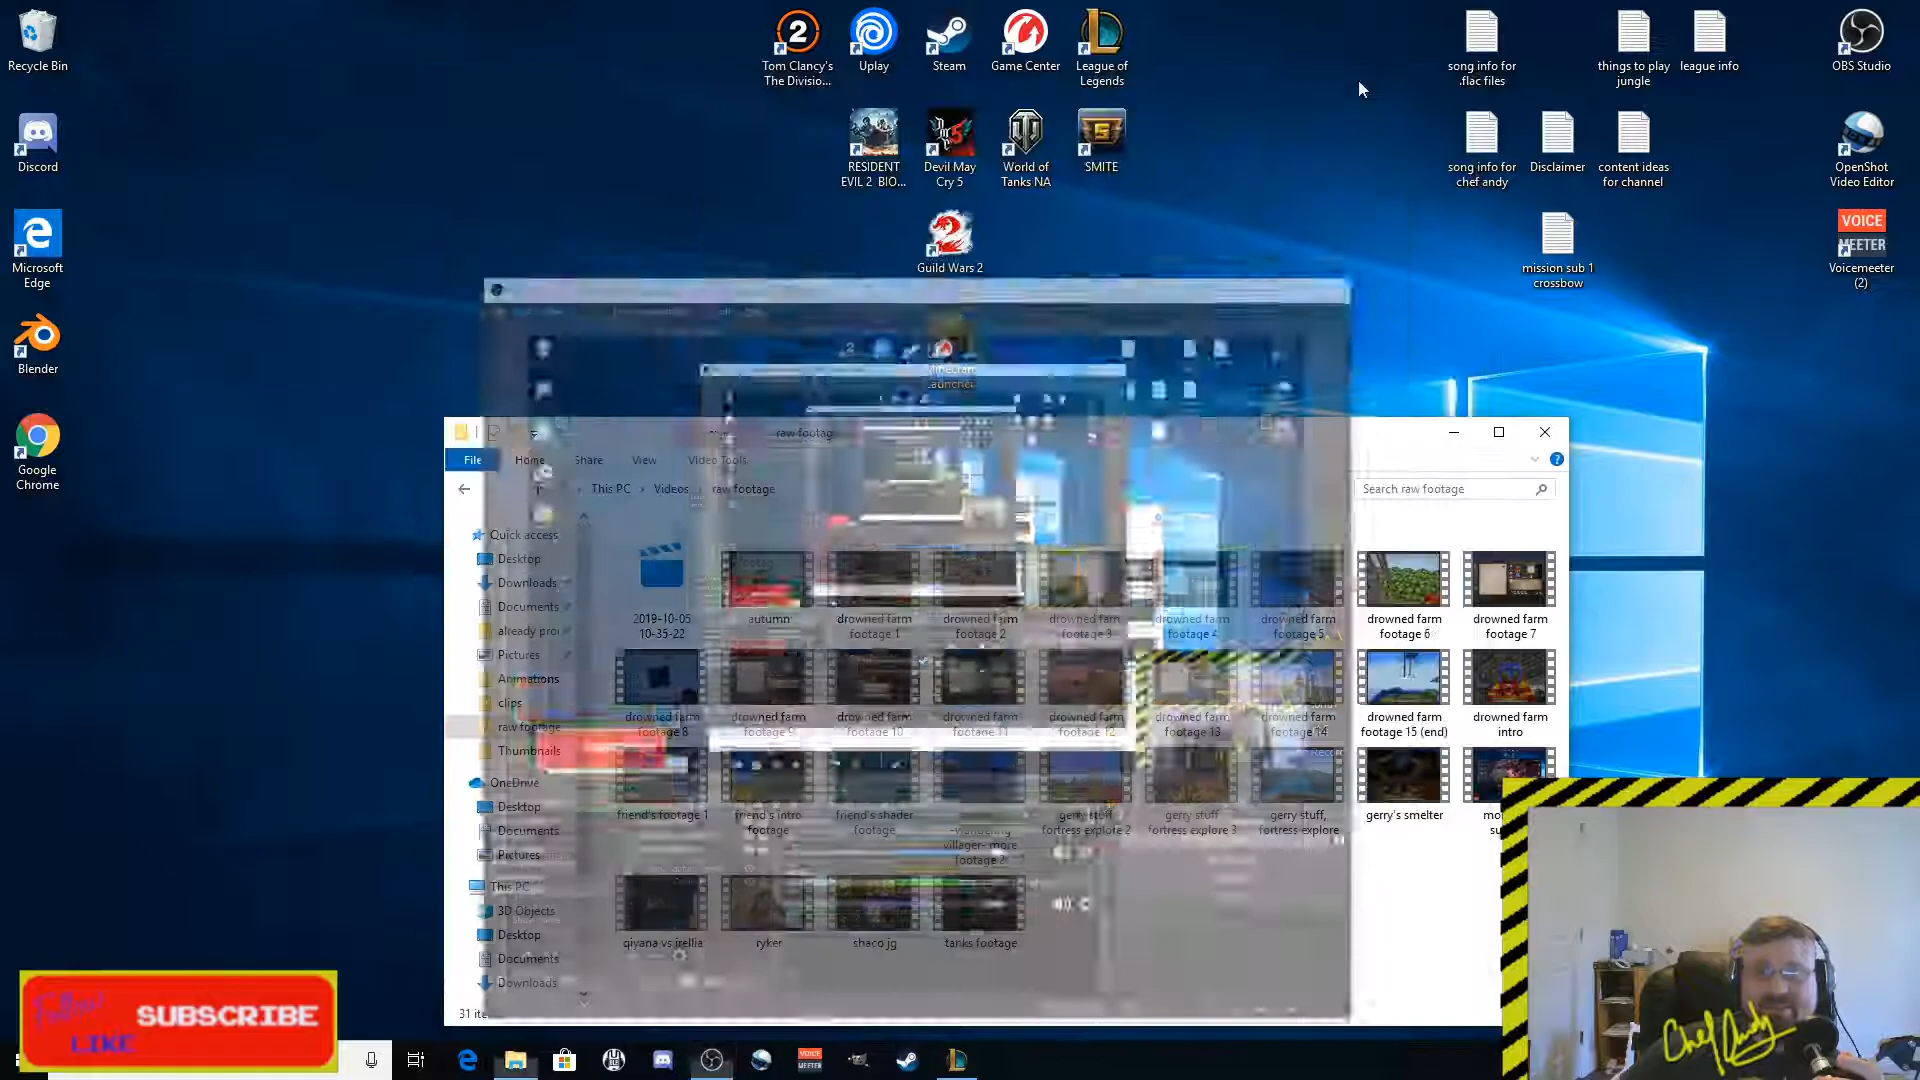 Recycle Bin
Discord
Microsoft
Edge
Blender
Google
Chrome
Tom Clancy's
The Divisio...
Uplay
Steam
Game Center
League of
Legends
RESIDENT
EVIL 2 BIO...
Devil May
Cry 5
World of
Tanks NA
SMITE
Guild Wars 2
song info for
.flac files
things to play
jungle
league info
OBS Studio
song info for
chef andy
Disclaimer
content ideas
for channel
OpenShot
Video Editor
mission sub 1
crossbow
VOICE
MEETER
Voicemeeter
(2)
raw footag
File
Home
Share
View
Video Tools
This PC
Videos
raw footage
Search raw footage
Quick access
Desktop
Downloads
Documents
already pro
Pictures
Animations
clips
raw footage
Thumbnails
OneDrive
Desktop
Documents
Pictures
This PC
3D Objects
Desktop
Documents
Downloads
2019-10-05
10-35-22
autumn
drowned farm
footage 1
drowned farm
footage 2
drowned farm
footage 3
drowned farm
footage 4
drowned farm
footage 5
drowned farm
footage 6
drowned farm
footage 7
drowned farm
footage 8
drowned farm
footage 9
drowned farm
footage 10
drowned farm
footage 11
drowned farm
footage 12
drowned farm
footage 13
drowned farm
footage 14
drowned farm
footage 15 (end)
drowned farm
intro
friend's footage 1
friend's intro
footage
friend's shader
footage
villager- more
footage 2
gerry stuff
fortress explore 2
gerry stuff
fortress explore 3
gerry stuff,
fortress explore
gerry's smelter
qiyana vs irellia
ryker
shaco jg
tanks footage
31 ite
Follow
SUBSCRIBE
LIKE
VOICE
MEETER
Chef Andy